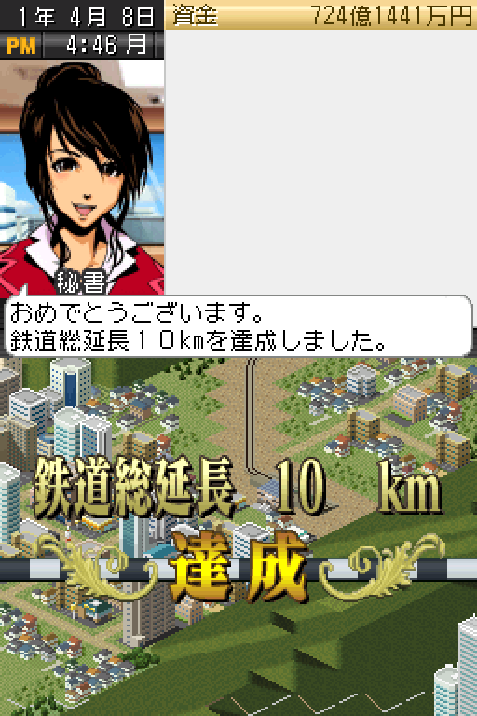 1年 4月 8日
資金 724億1441万円
PM 4:46 月
秘書
おめでとうございます。
鉄道総延長１０kmを達成しました。
鉄道総延長 10 km
達成